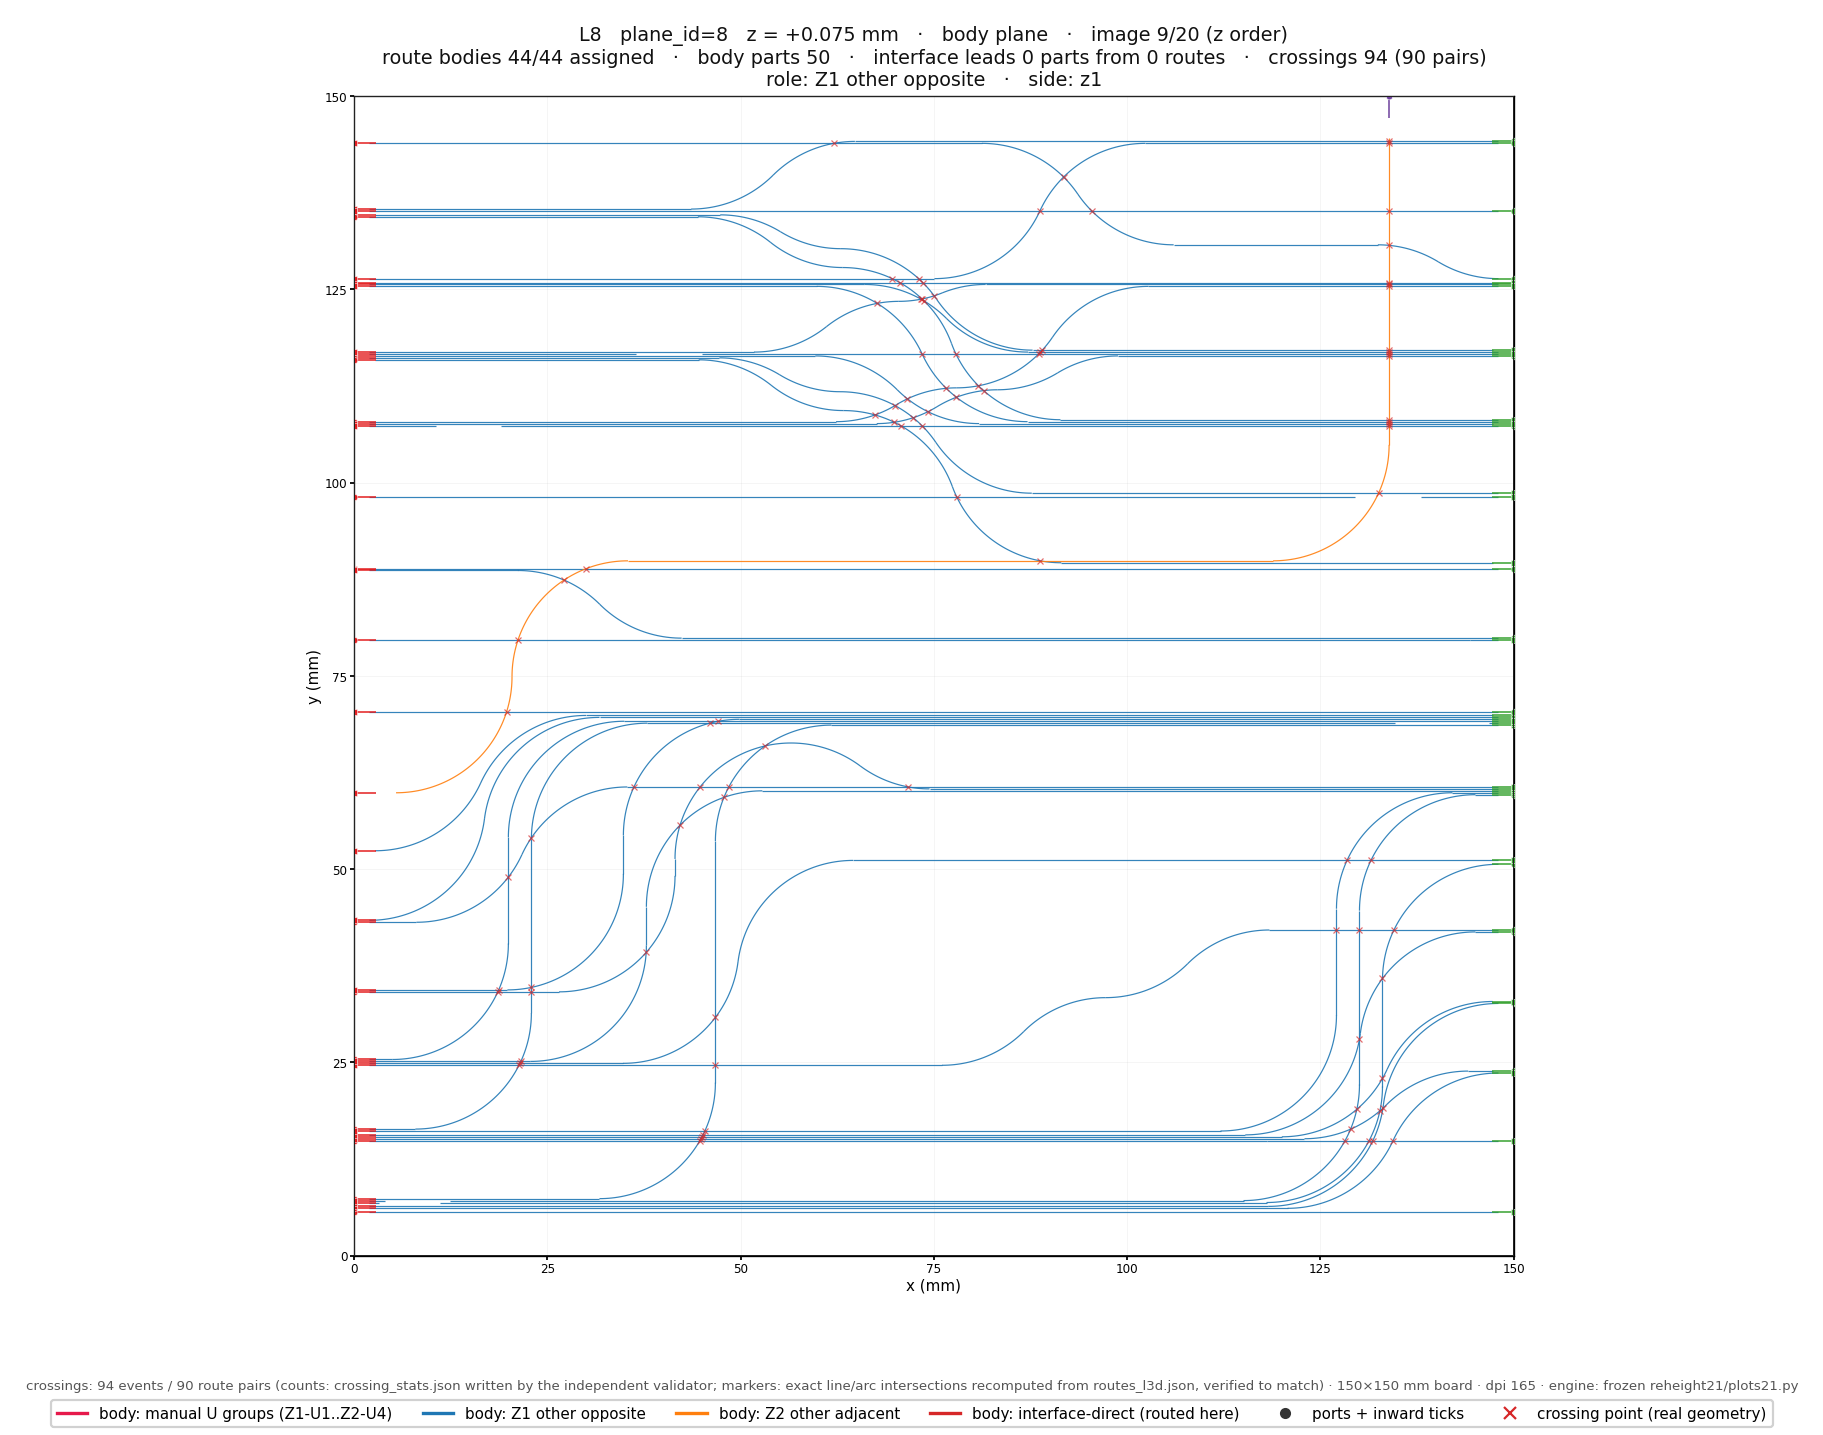 L8   plane_id=8   z = +0.075 mm   ·   body plane   ·   image 9/20 (z order)
route bodies 44/44 assigned   ·   body parts 50   ·   interface leads 0 parts from 0 routes   ·   crossings 94 (90 pairs)
role: Z1 other opposite   ·   side: z1
150
125
100
75
50
25
0
y (mm)
0 25 50 75 100 125 150
x (mm)
crossings: 94 events / 90 route pairs (counts: crossing_stats.json written by the independent validator; markers: exact line/arc intersections recomputed from routes_l3d.json, verified to match) · 150×150 mm board · dpi 165 · engine: frozen reheight21/plots21.py
body: manual U groups (Z1-U1..Z2-U4)   body: Z1 other opposite   body: Z2 other adjacent   body: interface-direct (routed here)   ports + inward ticks   crossing point (real geometry)